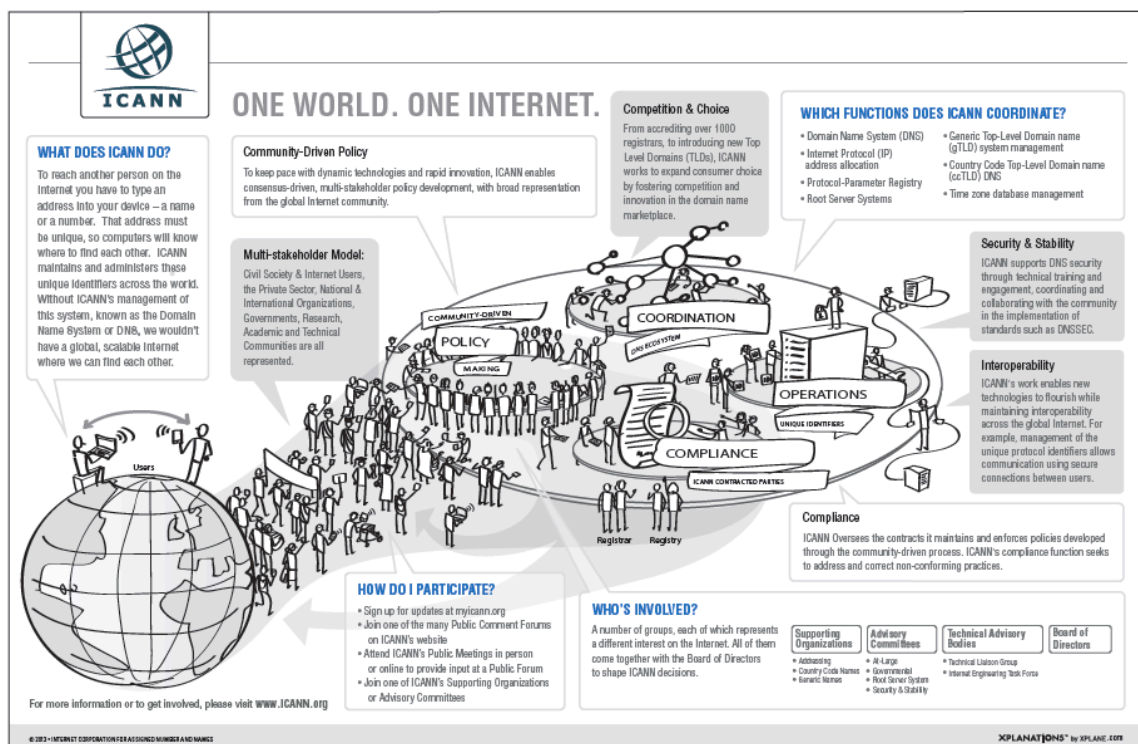 ICANN
ONE WORLD. ONE INTERNET.
WHAT DOES ICANN DO?
To reach another person on the
Internet you have to type an
address into your device – a name
or a number. That address must
be unique, so computers will know
where to find each other. ICANN
maintains and administers these
unique identifiers across the world.
Without ICANN's management of
this system, known as the Domain
Name System or DNS, we wouldn't
have a global, scalable Internet
where we can find each other.
Community-Driven Policy
To keep pace with dynamic technologies and rapid innovation, ICANN enables
consensus-driven, multi-stakeholder policy development, with broad representation
from the global Internet community.
Multi-stakeholder Model:
Civil Society & Internet Users,
the Private Sector, National &
International Organizations,
Governments, Research,
Academic and Technical
Communities are all
represented.
Competition & Choice
From accrediting over 1000
registrars, to introducing new Top
Level Domains (TLDs), ICANN
works to expand consumer choice
by fostering competition and
innovation in the domain name
marketplace.
WHICH FUNCTIONS DOES ICANN COORDINATE?
• Domain Name System (DNS)
• Internet Protocol (IP)
address allocation
• Protocol-Parameter Registry
• Root Server Systems
• Generic Top-Level Domain name
(gTLD) system management
• Country Code Top-Level Domain name
(ccTLD) DNS
• Time zone database management
Security & Stability
ICANN supports DNS security
through technical training and
engagement, coordinating and
collaborating with the community
in the implementation of
standards such as DNSSEC.
Interoperability
ICANN's work enables new
technologies to flourish while
maintaining interoperability
across the global Internet. For
example, management of the
unique protocol identifiers allows
communication using secure
connections between users.
COMMUNITY-DRIVEN
POLICY
MAKING
COORDINATION
DNS ECOSYSTEM
OPERATIONS
UNIQUE IDENTIFIERS
COMPLIANCE
ICANN CONTRACTED PARTIES
Registrar
Registry
Users
Compliance
ICANN Oversees the contracts it maintains and enforces policies developed
through the community-driven process. ICANN's compliance function seeks
to address and correct non-conforming practices.
HOW DO I PARTICIPATE?
• Sign up for updates at myicann.org
• Join one of the many Public Comment Forums
on ICANN's website
• Attend ICANN's Public Meetings in person
or online to provide input at a Public Forum
• Join one of ICANN's Supporting Organizations
or Advisory Committees
WHO'S INVOLVED?
A number of groups, each of which represents
a different interest on the Internet. All of them
come together with the Board of Directors
to shape ICANN decisions.
Supporting
Organizations
• Addressing
• Country Code Names
• Generic Names
Advisory
Committees
• At-Large
• Governmental
• Root Server System
• Security & Stability
Technical Advisory
Bodies
• Technical Liaison Group
• Internet Engineering Task Force
Board of
Directors
For more information or to get involved, please visit www.ICANN.org
© 2013 • INTERNET CORPORATION FOR ASSIGNED NUMBER AND NAMES
XPLANATIONS™ by XPLANE.com